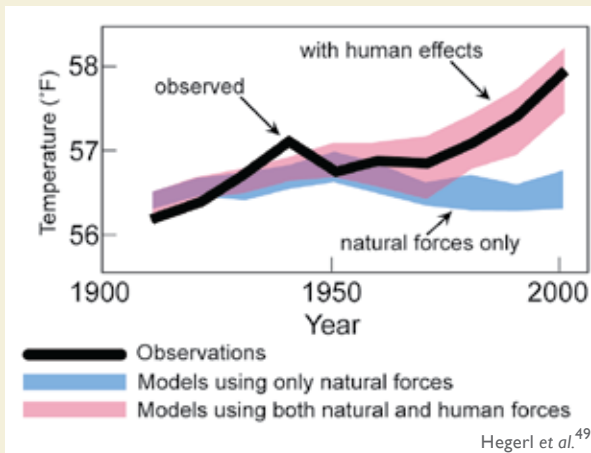 58
57
56
Temperature (°F)
with human effects
observed
natural forces only
1900
1950
2000
Year
Observations
Models using only natural forces
Models using both natural and human forces
Hegerl et al.49